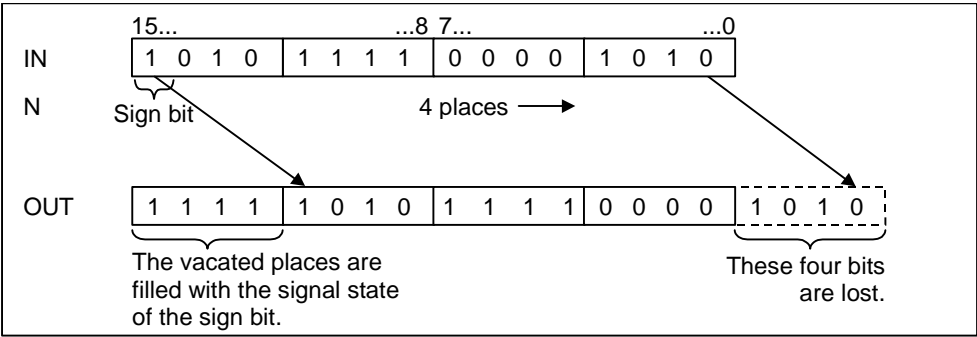 15... ...8 7... ...0
IN 1 0 1 0 1 1 1 1 0 0 0 0 1 0 1 0
N Sign bit 4 places
OUT 1 1 1 1 1 0 1 0 1 1 1 1 0 0 0 0 1 0 1 0
The vacated places are
filled with the signal state
of the sign bit.
These four bits
are lost.